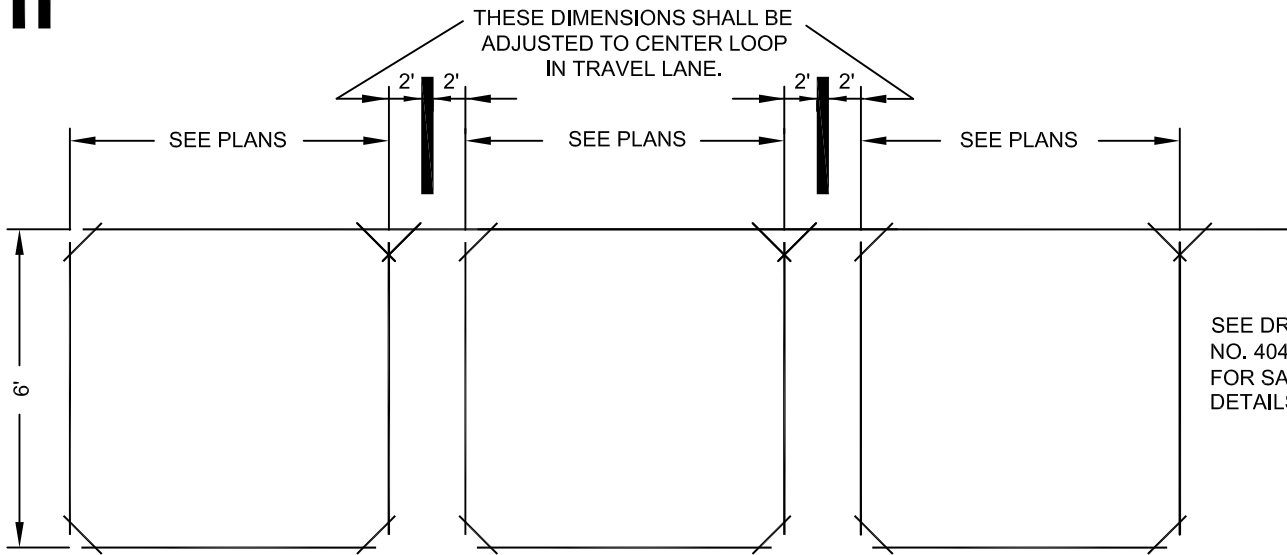 THESE DIMENSIONS SHALL BE
ADJUSTED TO CENTER LOOP
IN TRAVEL LANE.
2' 2' 2' 2'
SEE PLANS SEE PLANS SEE PLANS
6'
SEE DR
NO. 404
FOR SA
DETAILS